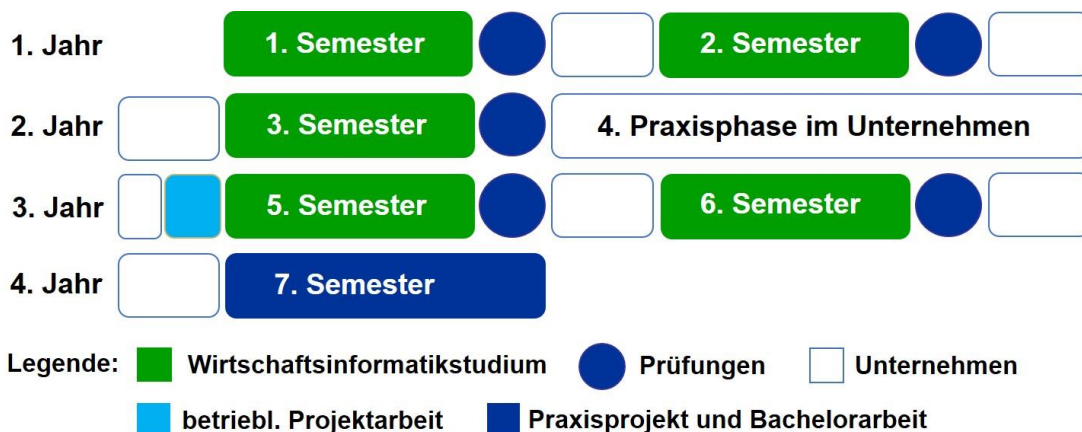 1. Jahr 1. Semester 2. Semester
2. Jahr 3. Semester 4. Praxisphase im Unternehmen
3. Jahr 5. Semester 6. Semester
4. Jahr 7. Semester
Legende: Wirtschaftsinformatikstudium Prüfungen Unternehmen
betriebl. Projektarbeit Praxisprojekt und Bachelorarbeit